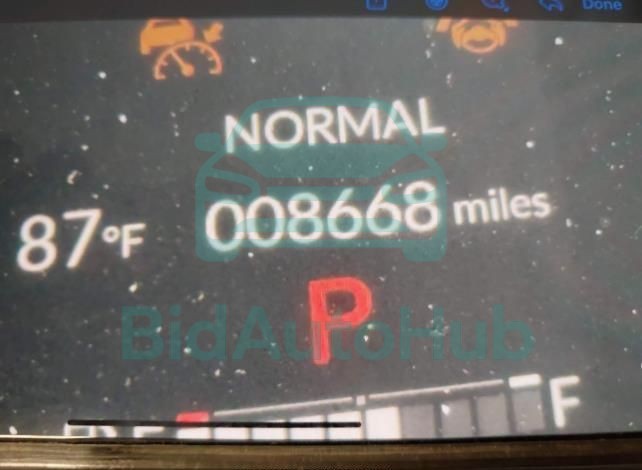 Done
NORMAL
87°F 008668 miles
P
BidAutoHub
F